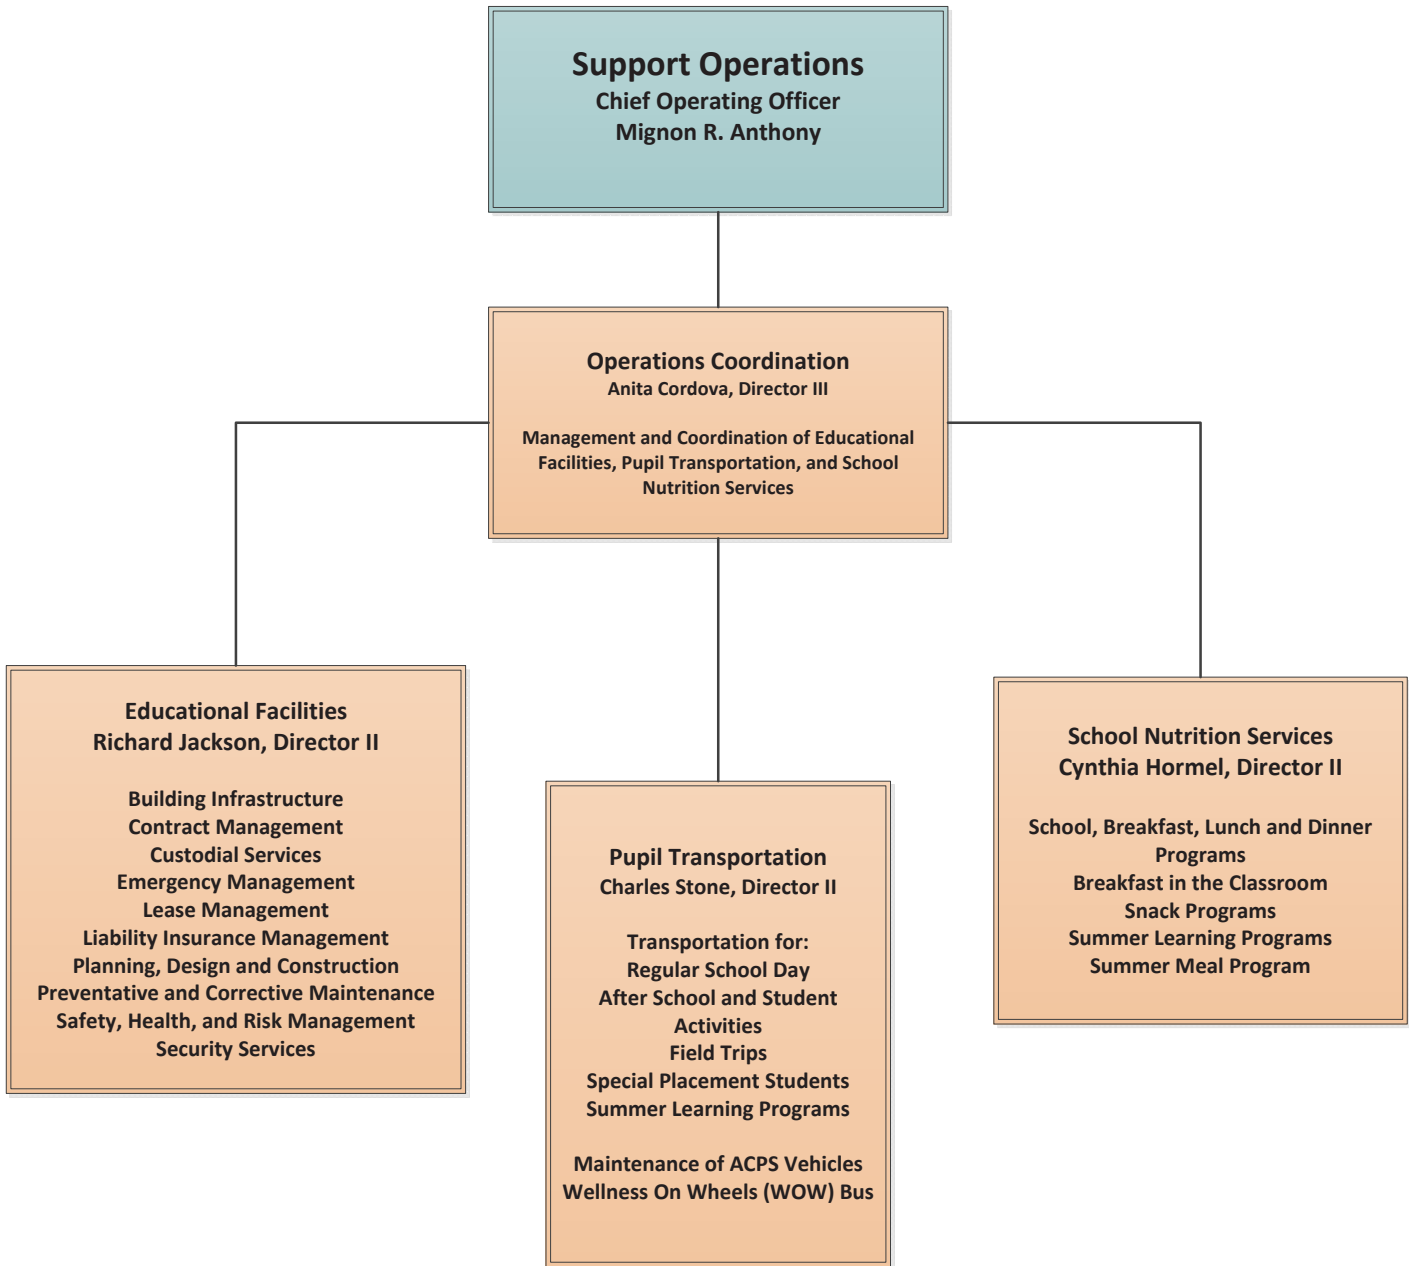 Support Operations
Chief Operating Officer
Mignon R. Anthony
Operations Coordination
Anita Cordova, Director III
Management and Coordination of Educational
Facilities, Pupil Transportation, and School
Nutrition Services
Educational Facilities
Richard Jackson, Director II
Building Infrastructure
Contract Management
Custodial Services
Emergency Management
Lease Management
Liability Insurance Management
Planning, Design and Construction
Preventative and Corrective Maintenance
Safety, Health, and Risk Management
Security Services
Pupil Transportation
Charles Stone, Director II
Transportation for:
Regular School Day
After School and Student
Activities
Field Trips
Special Placement Students
Summer Learning Programs
Maintenance of ACPS Vehicles
Wellness On Wheels (WOW) Bus
School Nutrition Services
Cynthia Hormel, Director II
School, Breakfast, Lunch and Dinner
Programs
Breakfast in the Classroom
Snack Programs
Summer Learning Programs
Summer Meal Program